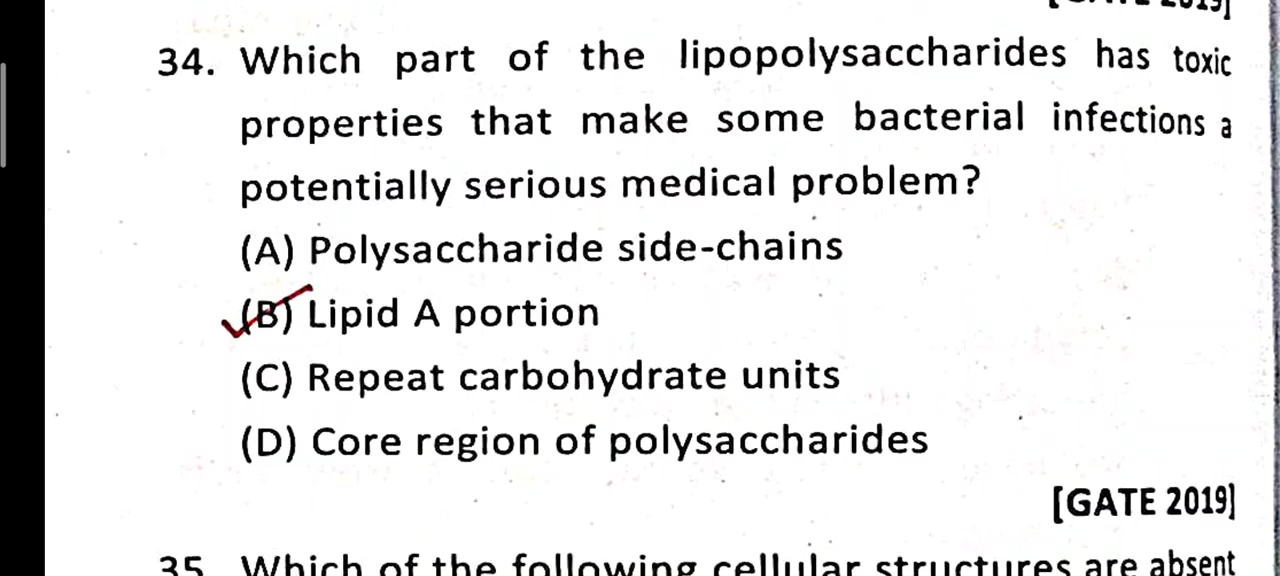 34. Which part of the lipopolysaccharides has toxic
properties that make some bacterial infections a
potentially serious medical problem?
(A) Polysaccharide side-chains
(B) Lipid A portion
(C) Repeat carbohydrate units
(D) Core region of polysaccharides
[GATE 2019]
35. Which of the following cellular structures are absent